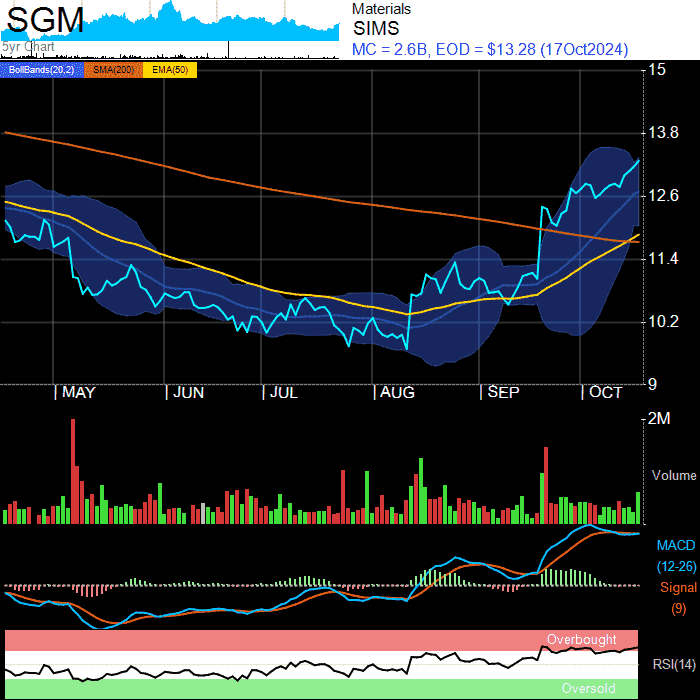 SGM
5yr Chart
Materials
SIMS
MC = 2.6B, EOD = $13.28 (17Oct2024)
BollBands(20,2) SMA(200) EMA(50)
15
13.8
12.6
11.4
10.2
9
MAY JUN JUL AUG SEP OCT
2M
Volume
MACD
(12-26)
Signal
(9)
Overbought
RSI(14)
Oversold